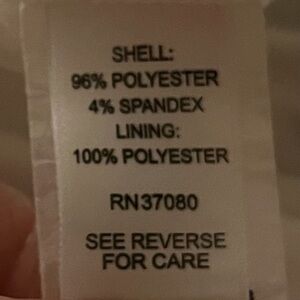 SHELL:
96% POLYESTER
4% SPANDEX
LINING:
100% POLYESTER
RN37080
SEE REVERSE
FOR CARE